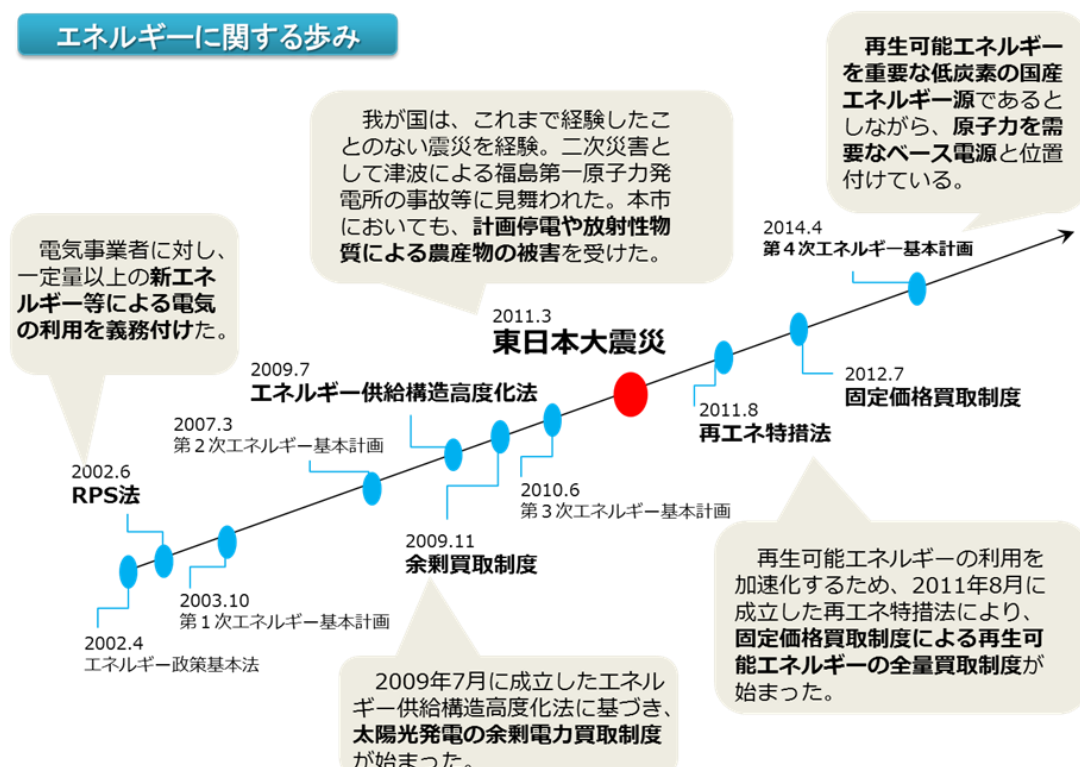 エネルギーに関する歩み
再生可能エネルギー
を重要な低炭素の国産
エネルギー源であると
しながら、原子力を需
要なベース電源と位置
付けている。
我が国は、これまで経験したこ
とのない震災を経験。二次災害と
して津波による福島第一原子力発
電所の事故等に見舞われた。本市
においても、計画停電や放射性物
質による農産物の被害を受けた。
電気事業者に対し、
一定量以上の新エネ
ルギー等による電気
の利用を義務付けた。
2014.4
第４次エネルギー基本計画
2011.3
東日本大震災
2009.7
エネルギー供給構造高度化法
2012.7
固定価格買取制度
2011.8
再エネ特措法
2007.3
第２次エネルギー基本計画
2002.6
RPS法
2010.6
第３次エネルギー基本計画
2009.11
余剰買取制度
2003.10
第１次エネルギー基本計画
2002.4
エネルギー政策基本法
再生可能エネルギーの利用を
加速化するため、2011年8月に
成立した再エネ特措法により、
固定価格買取制度による再生可
能エネルギーの全量買取制度が
始まった。
2009年7月に成立したエネル
ギー供給構造高度化法に基づき、
太陽光発電の余剰電力買取制度
が始まった。